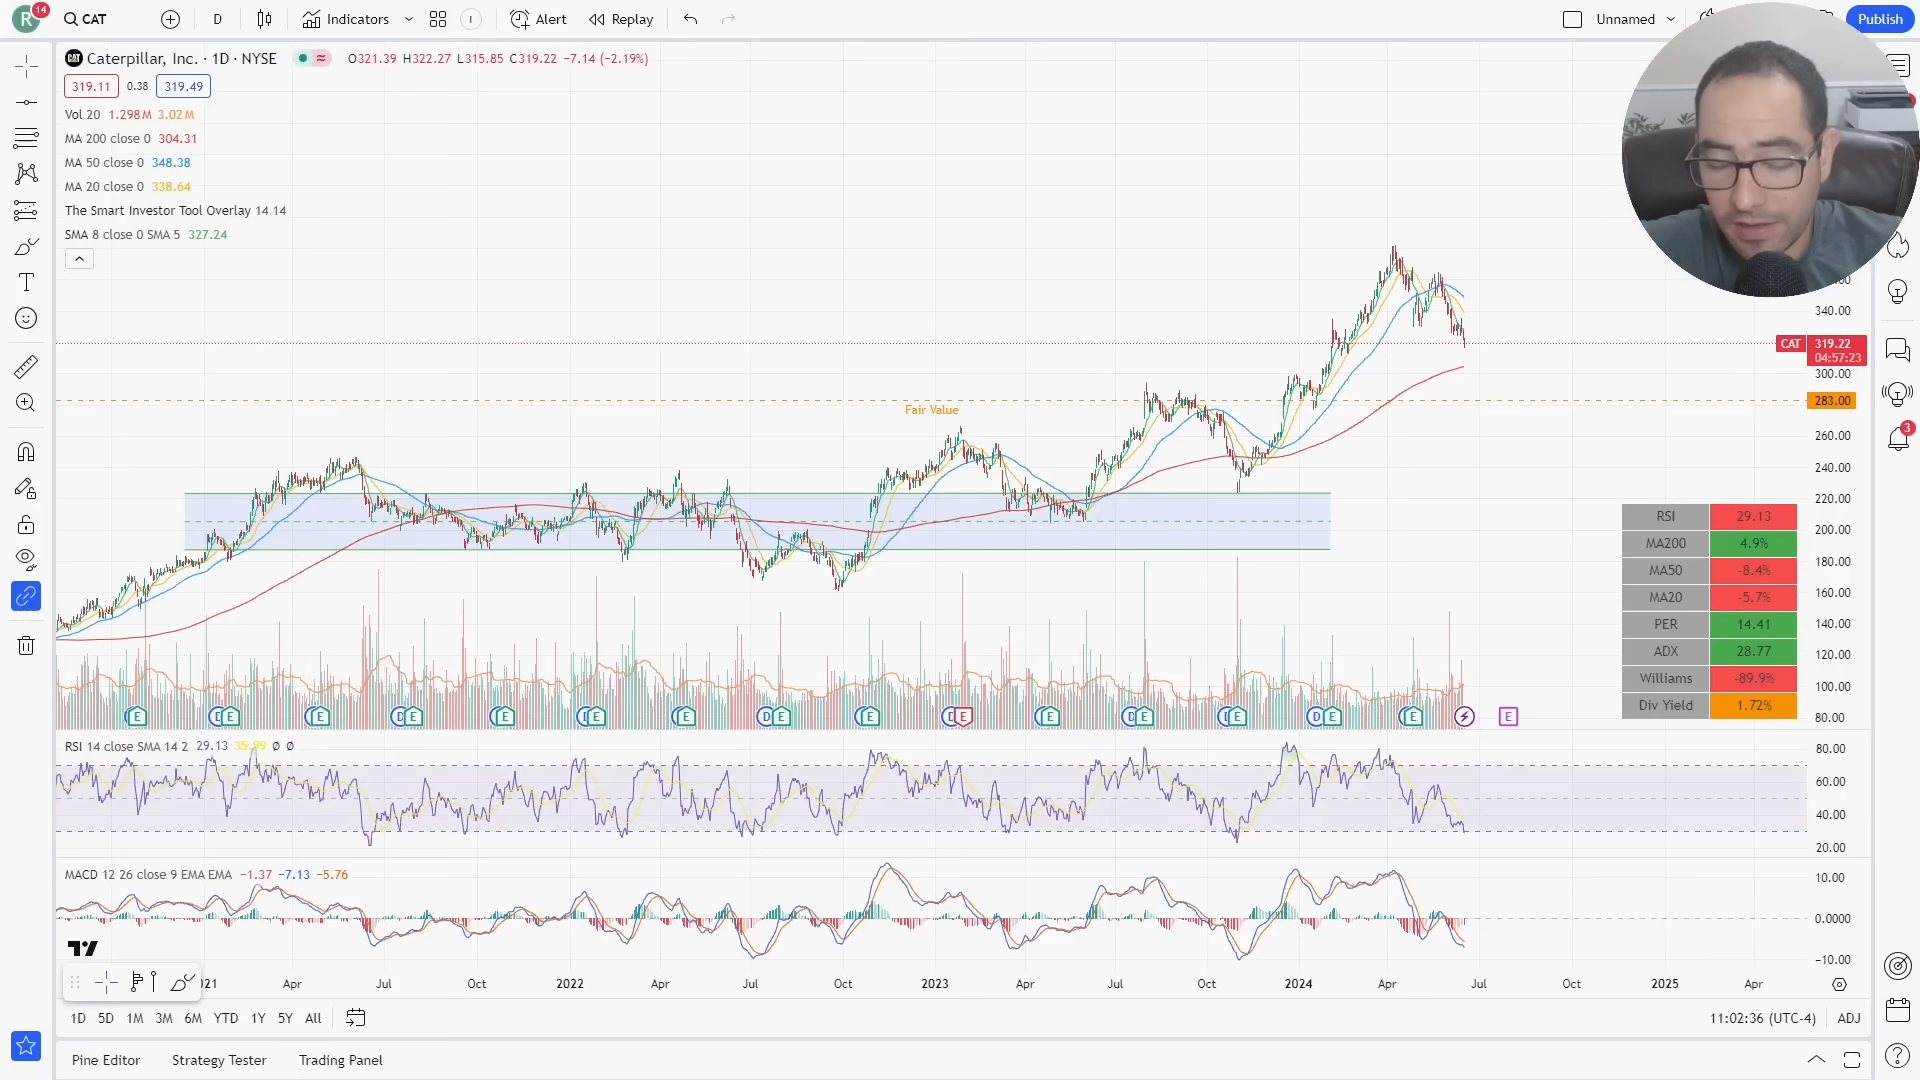 R 14 CAT D Indicators Alert Replay Unnamed Publish
CAT Caterpillar, Inc. · 1D · NYSE O321.39 H322.27 L315.85 C319.22 −7.14 (−2.19%)
319.11 0.38 319.49
Vol 20 1.298M 3.02M
MA 200 close 0 304.31
MA 50 close 0 348.38
MA 20 close 0 338.64
The Smart Investor Tool Overlay 14 14
SMA 8 close 0 SMA 5 327.24
340.00
CAT 319.22
04:57:23
300.00
283.00
Fair Value
260.00
240.00
220.00
200.00
180.00
160.00
140.00
120.00
100.00
80.00
3
RSI 29.13
MA200 4.9%
MA50 -8.4%
MA20 -5.7%
PER 14.41
ADX 28.77
Williams -89.9%
Div Yield 1.72%
E E E D E E E E D E E D E E D E E D E E E
RSI 14 close SMA 14 2 29.13 35.99 Ø Ø
80.00
60.00
40.00
20.00
MACD 12 26 close 9 EMA EMA −1.37 −7.13 −5.76
10.00
0.0000
−10.00
TV
021 Apr Jul Oct 2022 Apr Jul Oct 2023 Apr Jul Oct 2024 Apr Jul Oct 2025 Apr
1D 5D 1M 3M 6M YTD 1Y 5Y All 11:02:36 (UTC-4) ADJ
Pine Editor Strategy Tester Trading Panel